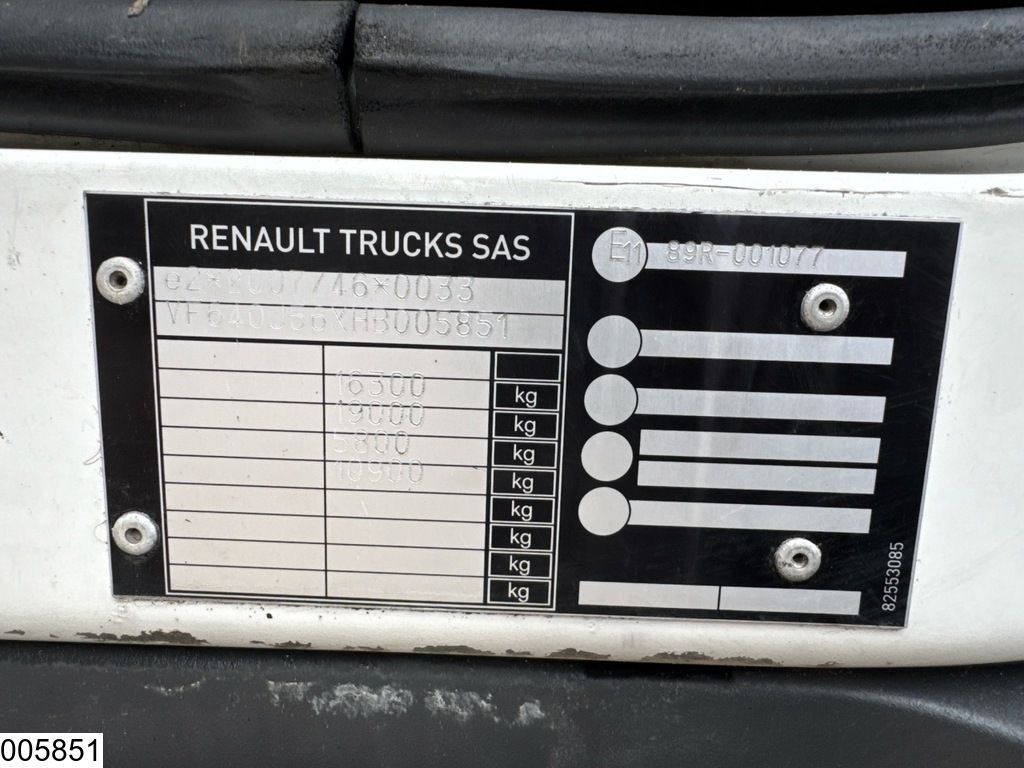 RENAULT TRUCKS SAS
e2*2007/46*0033
VF640J56XHB005851
16300 kg
19000 kg
5800 kg
10900 kg
kg
kg
kg
kg
E11 89R-001077
82553085
005851